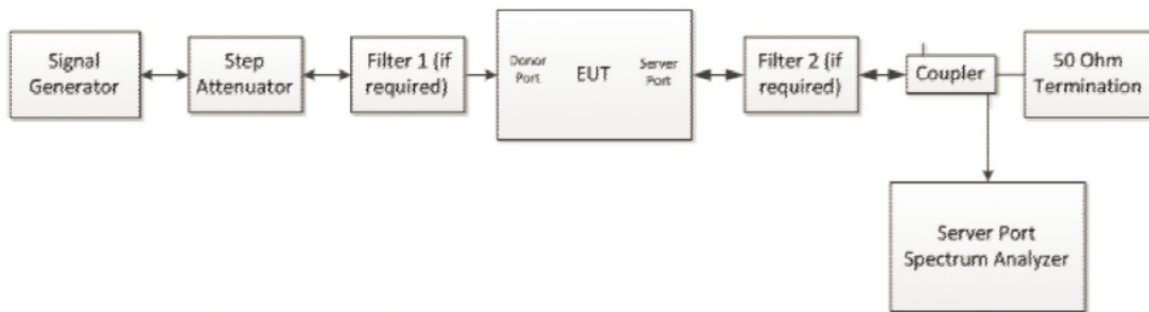 Signal
Generator
Step
Attenuator
Filter 1 (if
required)
Donor
Port
EUT
Server
Port
Filter 2 (if
required)
Coupler
50 Ohm
Termination
Server Port
Spectrum Analyzer